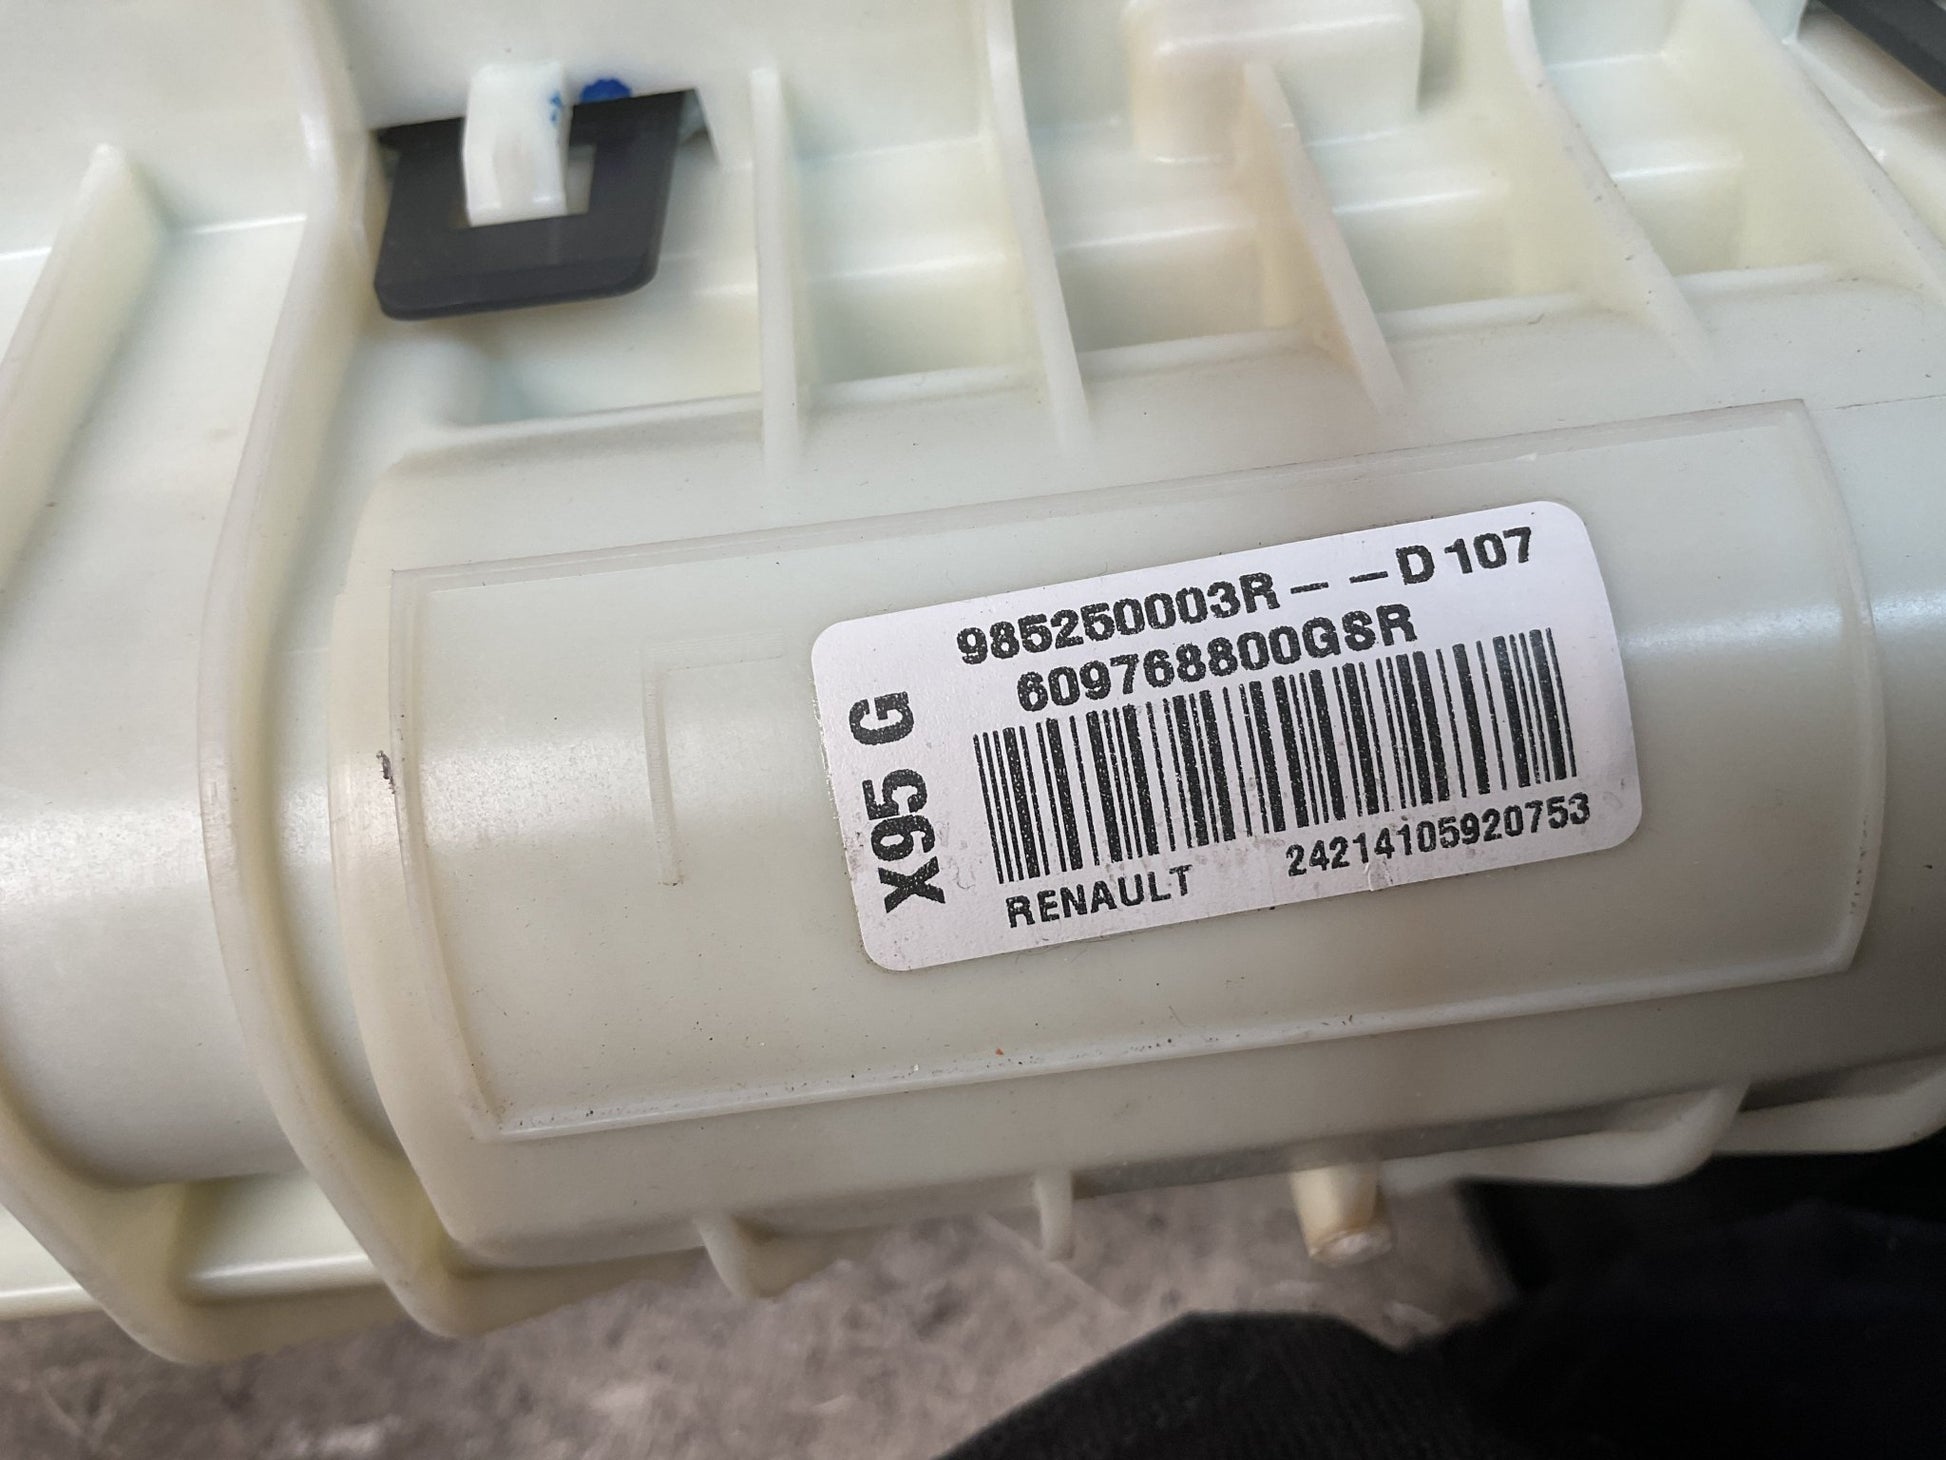 985250003R-  -D 107
609768800GSR
X95 G
RENAULT 24214105920753